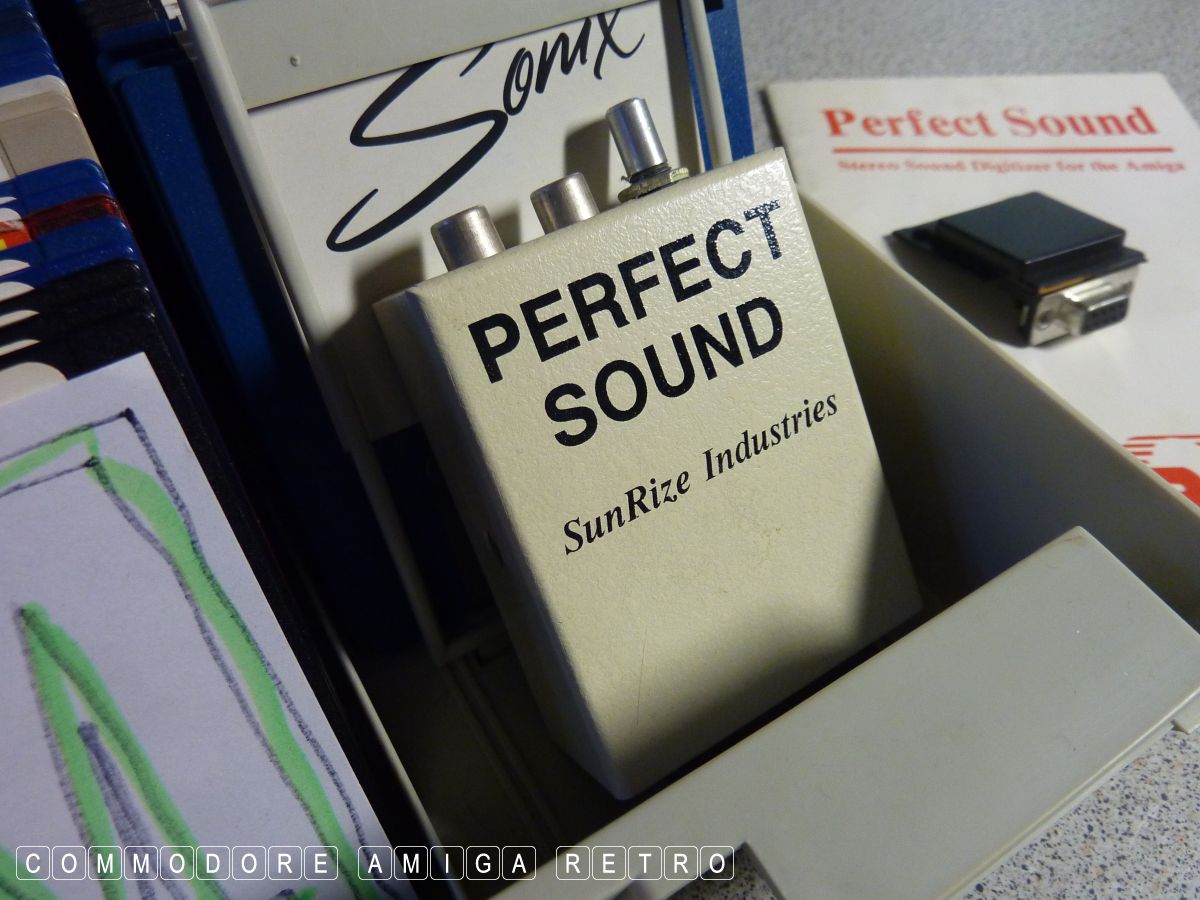 Sonix
Perfect Sound
Stereo Sound Digitizer for the Amiga
PERFECT
SOUND
SunRize Industries
COMMODORE AMIGA RETRO